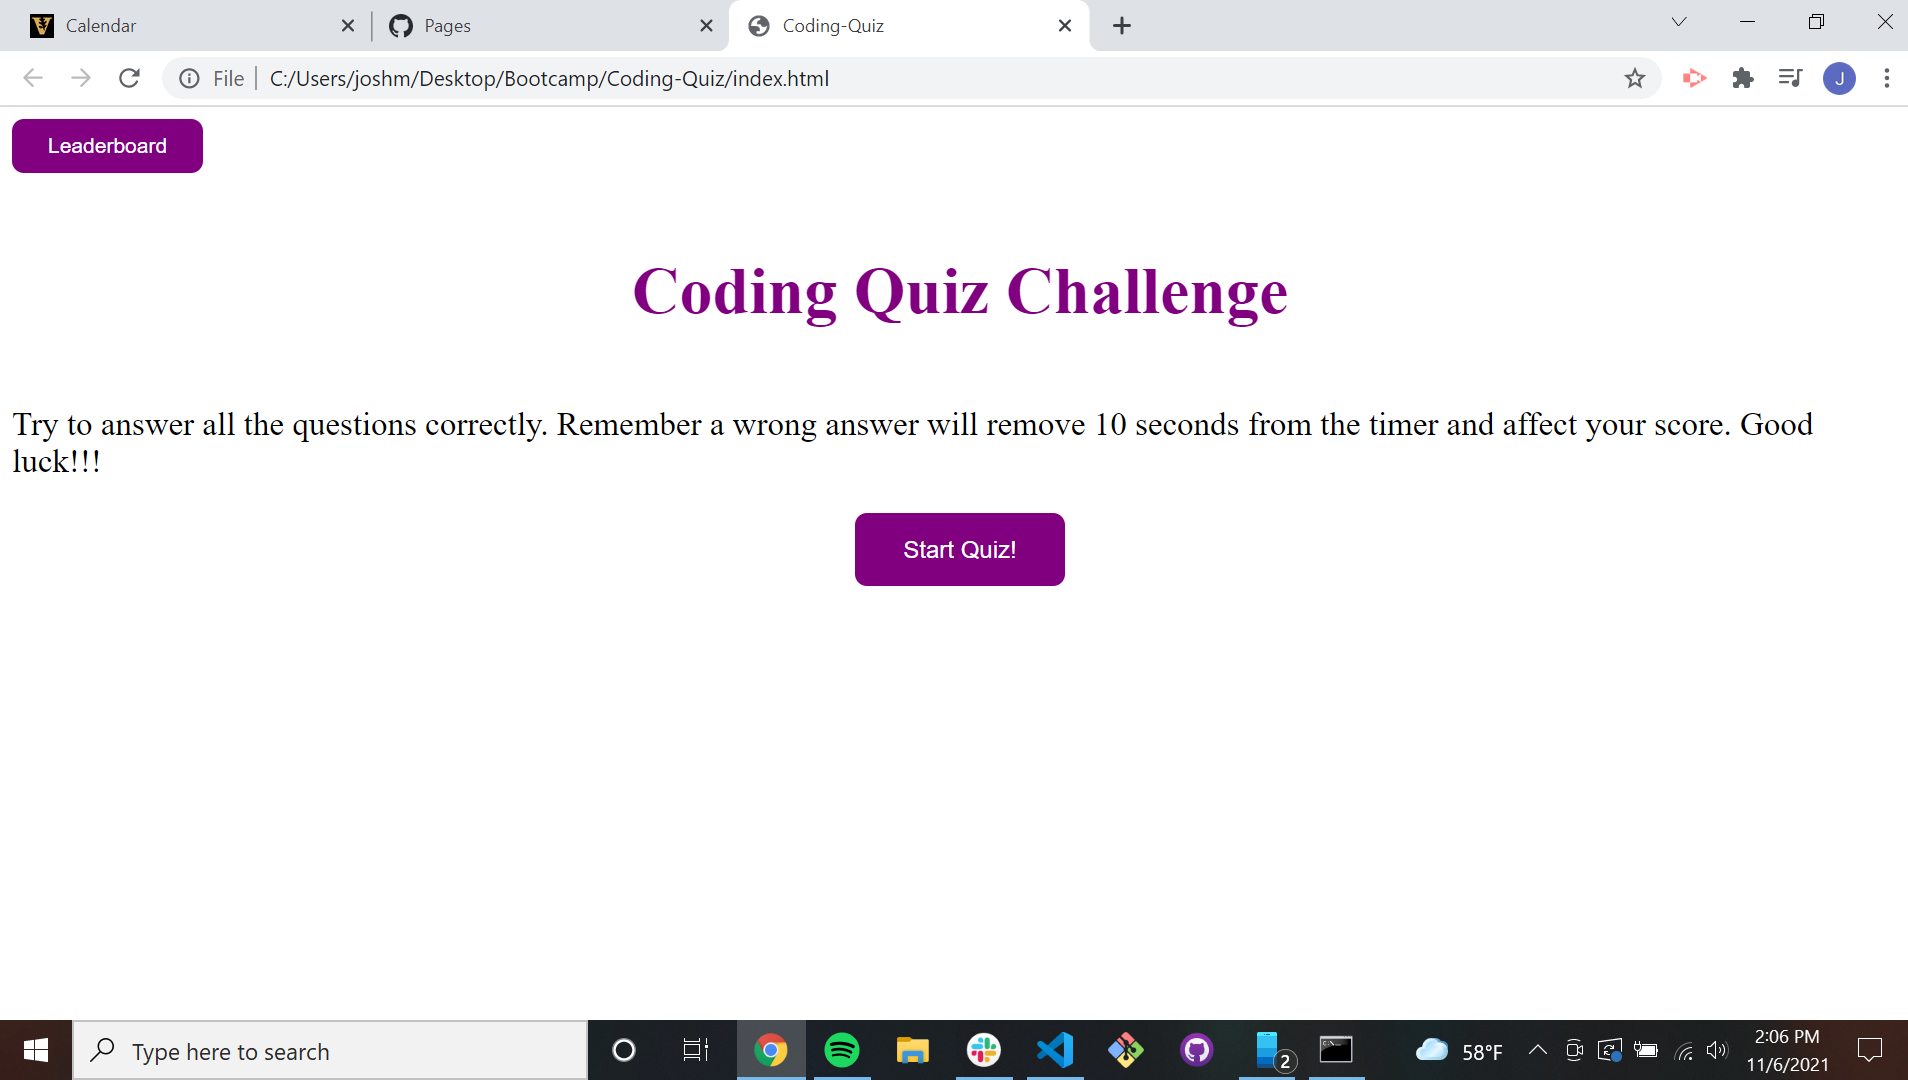 Calendar
Pages
Coding-Quiz
File
C:/Users/joshm/Desktop/Bootcamp/Coding-Quiz/index.html
J
Leaderboard
Coding Quiz Challenge
Try to answer all the questions correctly. Remember a wrong answer will remove 10 seconds from the timer and affect your score. Good
luck!!!
Start Quiz!
Type here to search
2
58°F
2:06 PM
11/6/2021